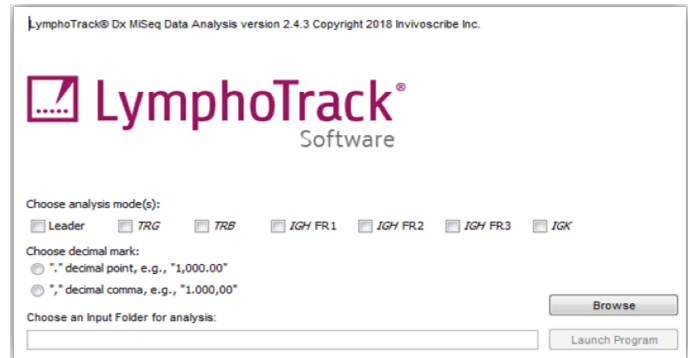 LymphoTrack® Dx MiSeq Data Analysis version 2.4.3 Copyright 2018 Invivoscribe Inc.
LymphoTrack®
Software
Choose analysis mode(s):
Leader TRG TRB IGH FR1 IGH FR2 IGH FR3 IGK
Choose decimal mark:
"." decimal point, e.g., "1,000.00"
"," decimal comma, e.g., "1.000,00"
Browse
Choose an Input Folder for analysis:
Launch Program